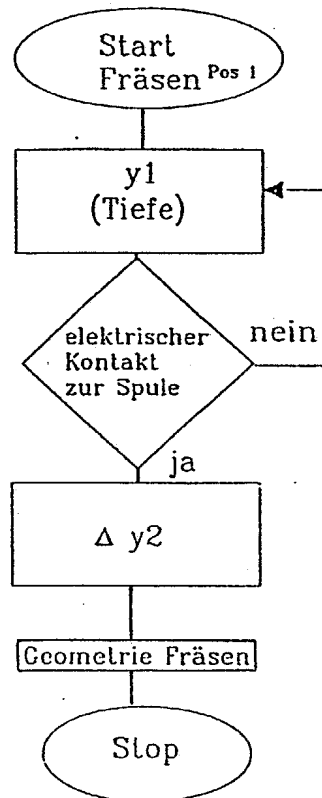 Start
Fräsen Pos 1
y1
(Tiefe)
elektrischer
Kontakt
zur Spule
nein
ja
Δ y2
Geometrie Fräsen
Stop